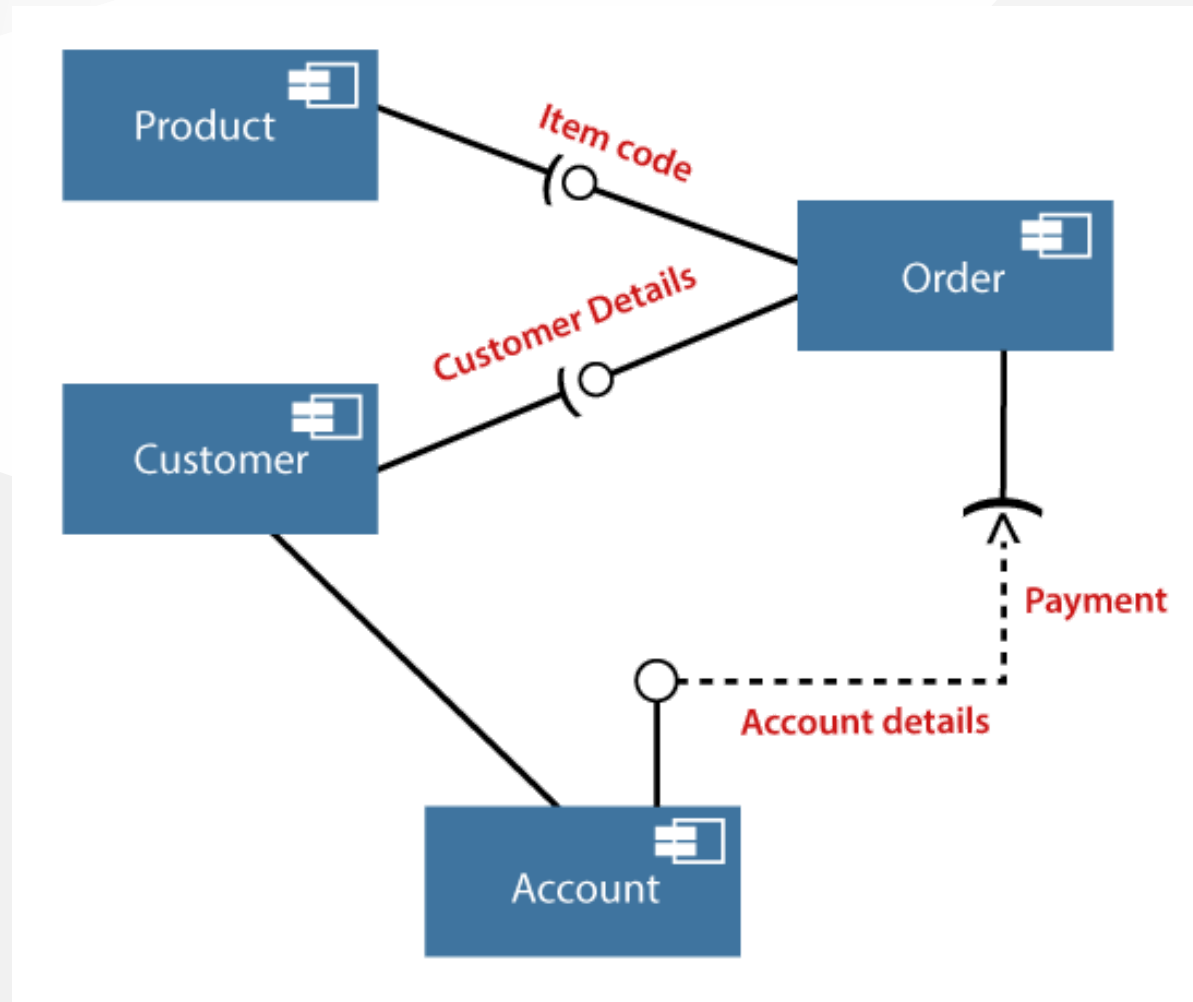 Product
Item code
Order
Customer Details
Customer
Payment
Account details
Account